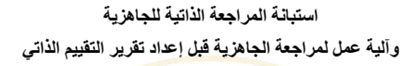 استبانة المراجعة الذاتية للجاهزية
وآلية عمل لمراجعة الجاهزية قبل إعداد تقرير التقييم الذاتي